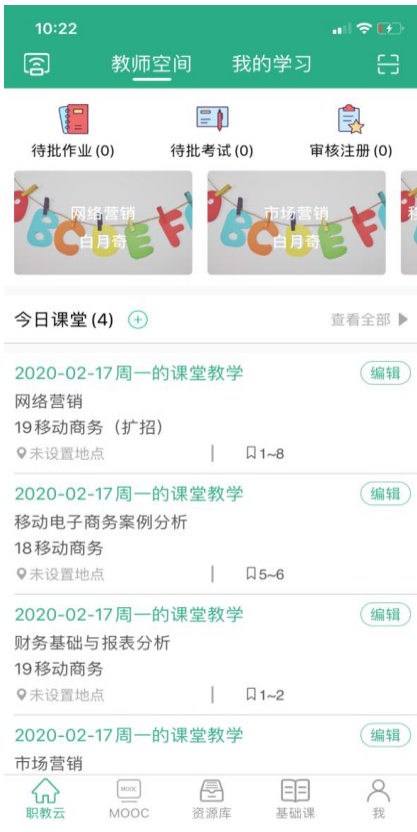 10:22
教师空间 我的学习
待批作业(0) 待批考试(0) 审核注册(0)
网络营销
白月奇
市场营销
白月奇
今日课堂(4) 查看全部
2020-02-17周一的课堂教学 编辑
网络营销
19移动商务（扩招）
未设置地点 | 1~8
2020-02-17周一的课堂教学 编辑
移动电子商务案例分析
18移动商务
未设置地点 | 5~6
2020-02-17周一的课堂教学 编辑
财务基础与报表分析
19移动商务
未设置地点 | 1~2
2020-02-17周一的课堂教学 编辑
市场营销
MOOC
职教云 MOOC 资源库 基础课 我